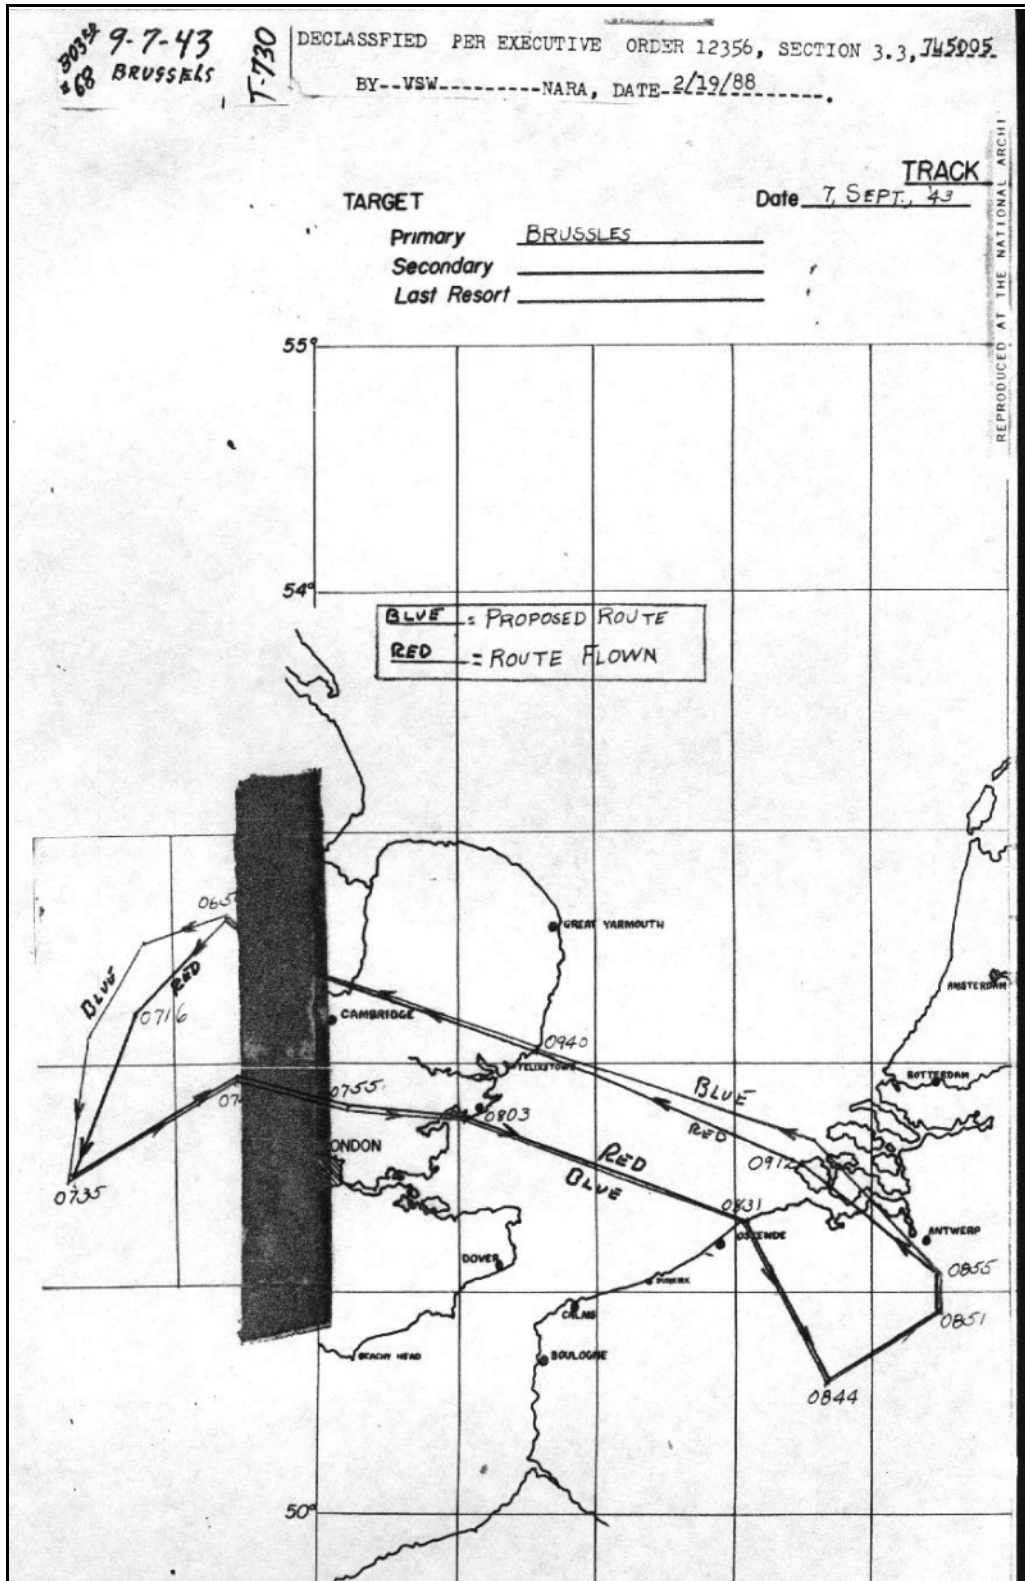 303RD
#68
9-7-43
BRUSSELS
T-730
DECLASSFIED PER EXECUTIVE ORDER 12356, SECTION 3.3, 745005
BY--VSW---------NARA, DATE-2/19/88-------.
REPRODUCED AT THE NATIONAL ARCHI
TRACK
Date 7, SEPT., '43
TARGET
Primary BRUSSLES
Secondary
Last Resort
55°
54°
BLUE = PROPOSED ROUTE
RED = ROUTE FLOWN
065
GREAT YARMOUTH
BLUE
RED
AMSTERDAM
0716
CAMBRIDGE
0940
FELIXSTOWE
ROTTERDAM
BLUE
07
0755
0803
RED
ONDON
RED
BLUE
0912
0735
0831
OSTENDE
ANTWERP
DOVER
0855
DUNKIRK
CALAIS
0851
BEACHY HEAD
BOULOGNE
0844
50°